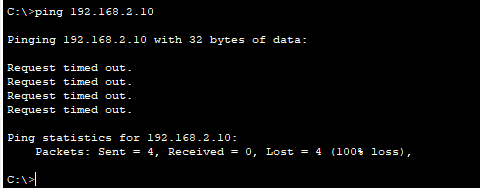 C:\>ping 192.168.2.10
Pinging 192.168.2.10 with 32 bytes of data:
Request timed out.
Request timed out.
Request timed out.
Request timed out.
Ping statistics for 192.168.2.10:
Packets: Sent = 4, Received = 0, Lost = 4 (100% loss),
C:\>